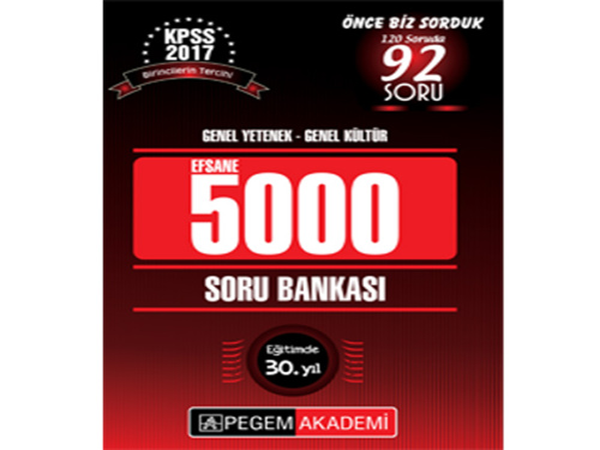 KPSS
2017
Birincilerin Tercihi
ÖNCE BİZ SORDUK
120 Soruda
92
SORU
GENEL YETENEK - GENEL KÜLTÜR
EFSANE
5000
SORU BANKASI
Eğitimde
30. yıl
PEGEM AKADEMİ